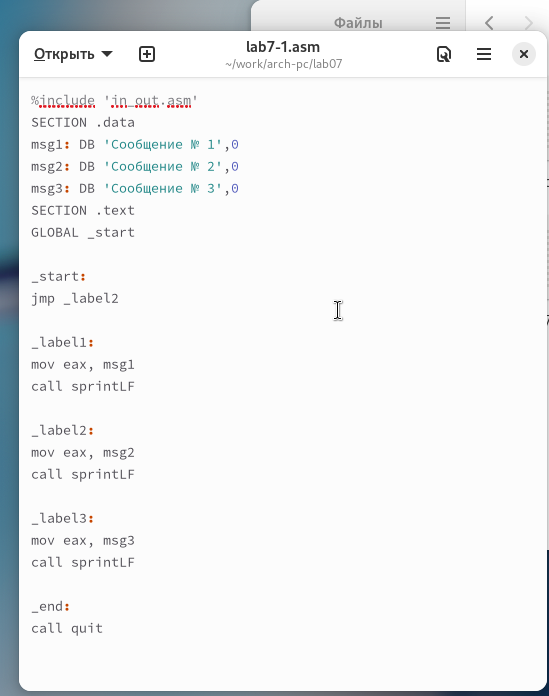 Файлы
Открыть
lab7-1.asm
~/work/arch-pc/lab07
%include 'in_out.asm'
SECTION .data
msg1: DB 'Сообщение № 1',0
msg2: DB 'Сообщение № 2',0
msg3: DB 'Сообщение № 3',0
SECTION .text
GLOBAL _start
_start:
jmp _label2
_label1:
mov eax, msg1
call sprintLF
_label2:
mov eax, msg2
call sprintLF
_label3:
mov eax, msg3
call sprintLF
_end:
call quit